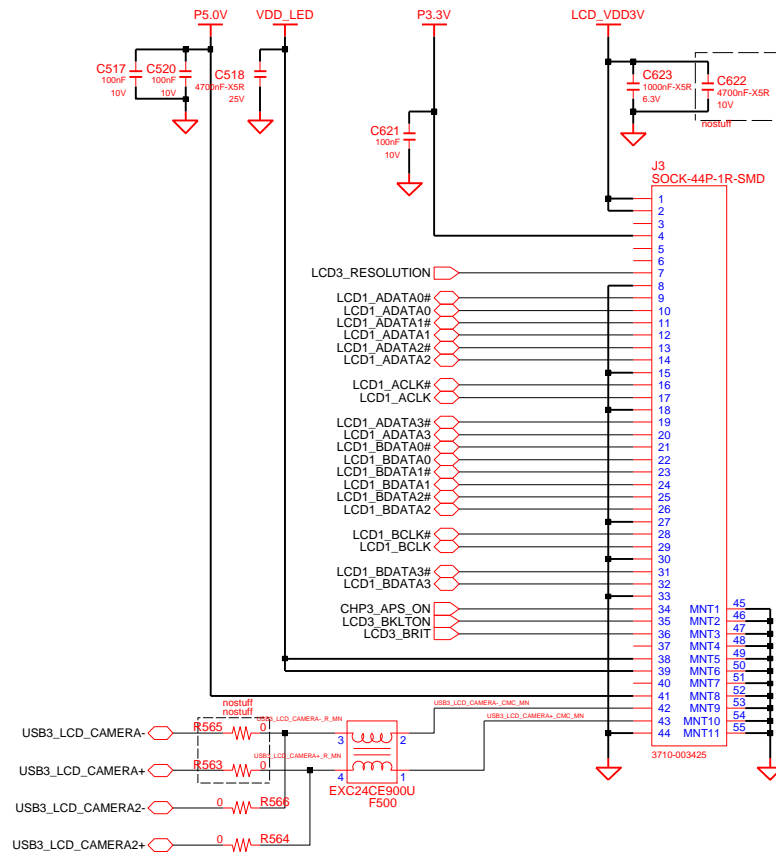 P5.0V VDD_LED P3.3V LCD_VDD3V
C517
100nF
10V
C520
100nF
10V
C518
4700nF-X5R
25V
C621
100nF
10V
C623
1000nF-X5R
6.3V
C622
4700nF-X5R
10V
nostuff
J3
SOCK-44P-1R-SMD
1
2
3
4
5
6
LCD3_RESOLUTION 7
8
LCD1_ADATA0# 9
LCD1_ADATA0 10
LCD1_ADATA1# 11
LCD1_ADATA1 12
LCD1_ADATA2# 13
LCD1_ADATA2 14
15
LCD1_ACLK# 16
LCD1_ACLK 17
18
LCD1_ADATA3# 19
LCD1_ADATA3 20
LCD1_BDATA0# 21
LCD1_BDATA0 22
LCD1_BDATA1# 23
LCD1_BDATA1 24
LCD1_BDATA2# 25
LCD1_BDATA2 26
27
LCD1_BCLK# 28
LCD1_BCLK 29
30
LCD1_BDATA3# 31
LCD1_BDATA3 32
33
CHP3_APS_ON 34 MNT1 45
LCD3_BKLTON 35 MNT2 46
LCD3_BRIT 36 MNT3 47
37 MNT4 48
38 MNT5 49
39 MNT6 50
40 MNT7 51
41 MNT8 52
42 MNT9 53
43 MNT10 54
44 MNT11 55
3710-003425
nostuff
nostuff
USB3_LCD_CAMERA- R565 0 USB3_LCD_CAMERA-_R_MN 3 2 USB3_LCD_CAMERA-_CMC_MN
USB3_LCD_CAMERA+ R563 0 USB3_LCD_CAMERA+_R_MN 4 1 USB3_LCD_CAMERA+_CMC_MN
EXC24CE900U
F500
USB3_LCD_CAMERA2- 0 R566
USB3_LCD_CAMERA2+ 0 R564